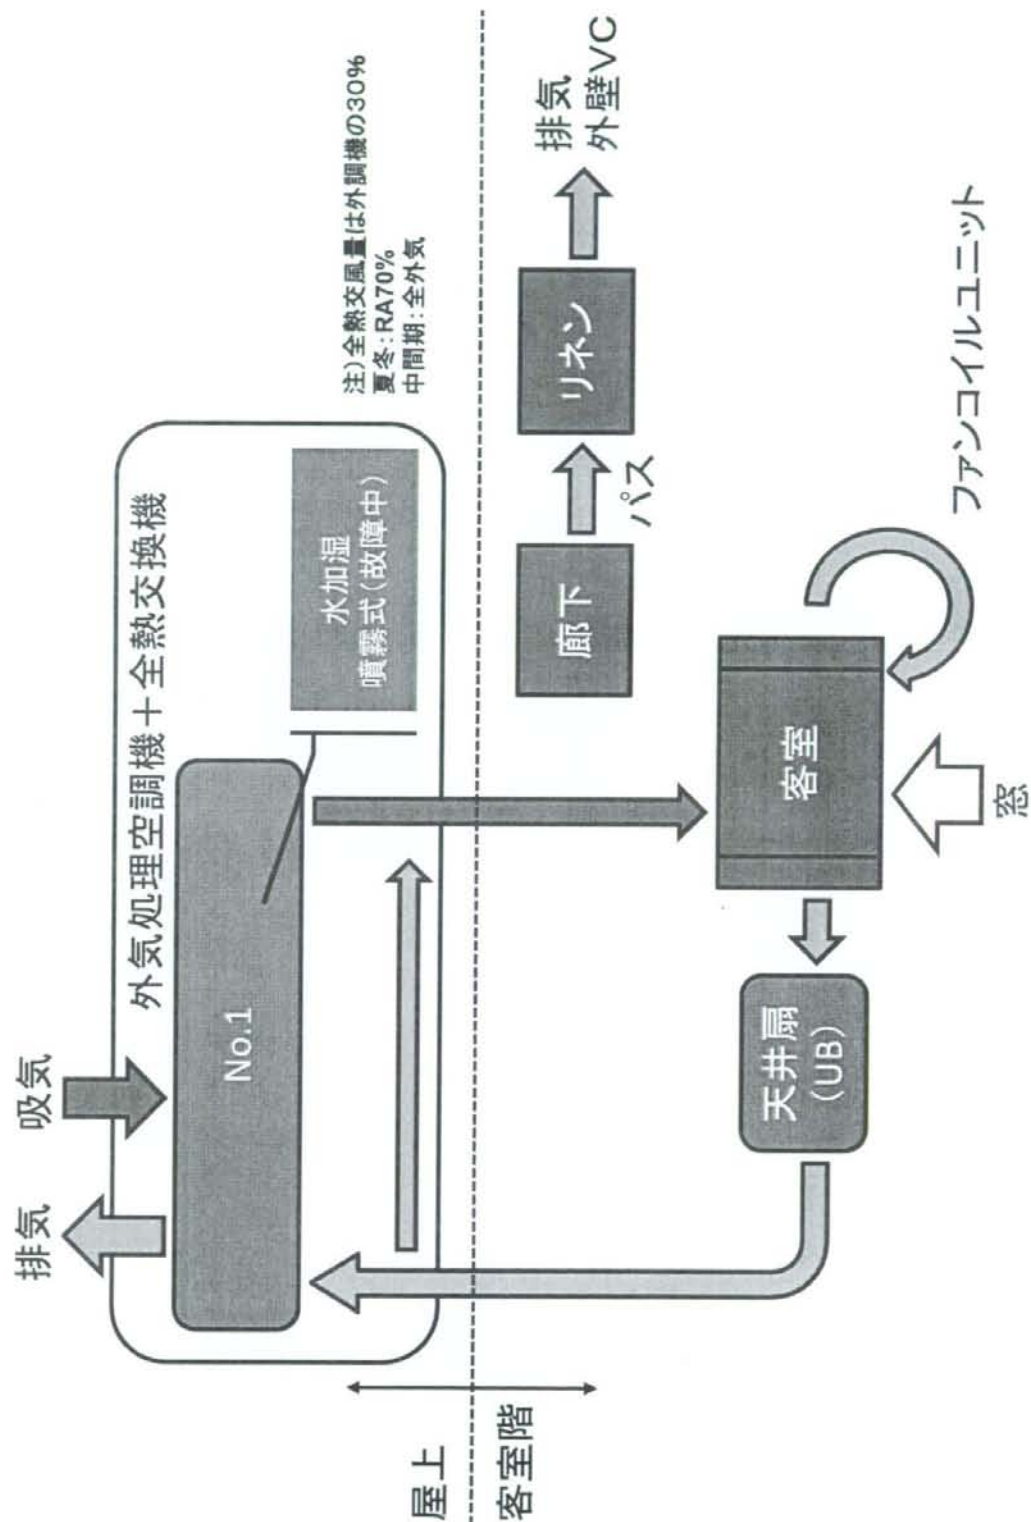 排気
吸気
外気処理空調機+全熱交換機
No.1
水加湿
噴霧式(故障中)
注)全熱交風量は外調機の30%
夏冬:RA70%
中間期:全外気
屋上
客室階
廊下
パス
リネン
排気
外壁VC
天井扇
(UB)
客室
窓
ファンコイルユニット